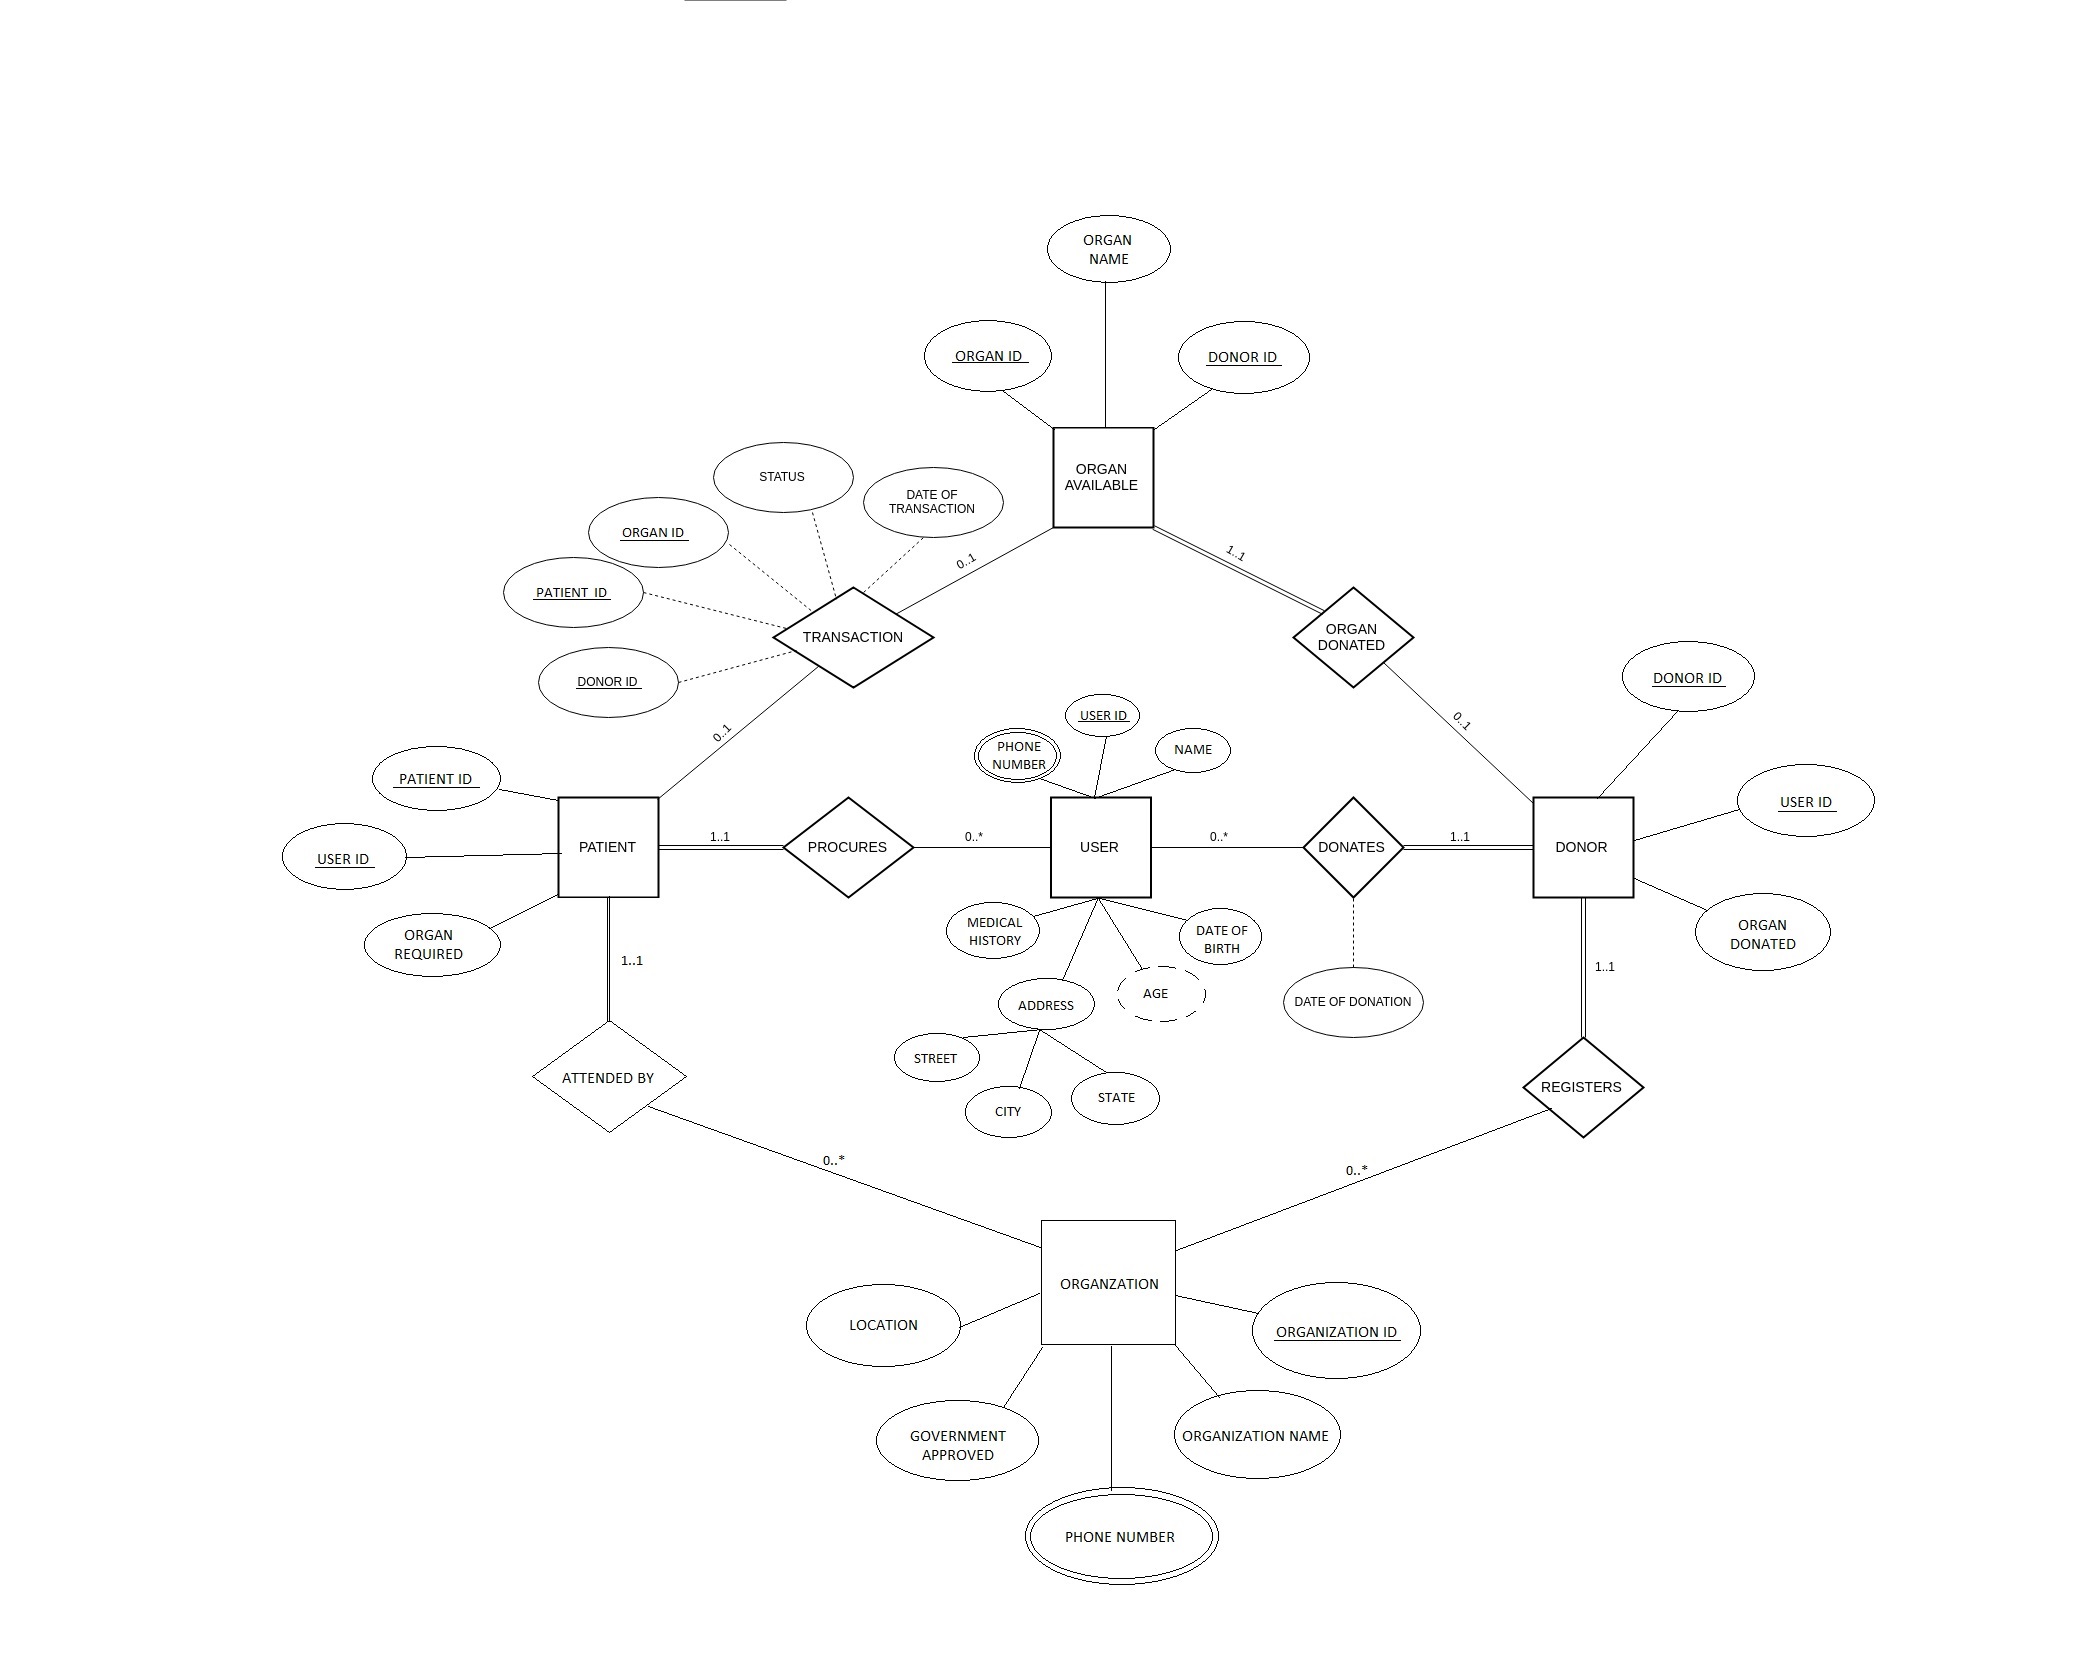 ORGAN
NAME
ORGAN ID
DONOR ID
ORGAN
AVAILABLE
STATUS
DATE OF
TRANSACTION
ORGAN ID
PATIENT  ID
DONOR ID
TRANSACTION
0..1
1..1
ORGAN
DONATED
0..1
0..1
DONOR ID
USER ID
PHONE
NUMBER
NAME
PATIENT ID
USER ID
ORGAN
REQUIRED
PATIENT
1..1
PROCURES
0..*
USER
0..*
DONATES
1..1
DONOR
USER ID
ORGAN
DONATED
MEDICAL
HISTORY
DATE OF
BIRTH
ADDRESS
AGE
DATE OF DONATION
STREET
CITY
STATE
1..1
1..1
ATTENDED BY
REGISTERS
0..*
0..*
ORGANZATION
LOCATION
ORGANIZATION ID
GOVERNMENT
APPROVED
ORGANIZATION NAME
PHONE NUMBER